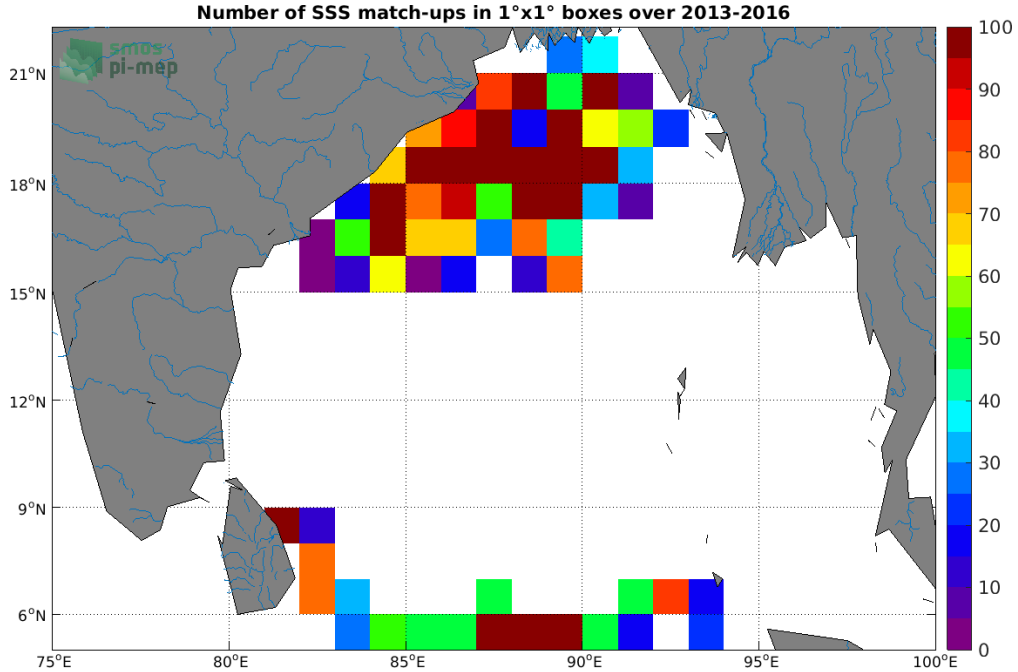 Number of SSS match-ups in 1°x1° boxes over 2013-2016
smos
pi-mep
21°N
18°N
15°N
12°N
9°N
6°N
75°E
80°E
85°E
90°E
95°E
100°E
100
90
80
70
60
50
40
30
20
10
0